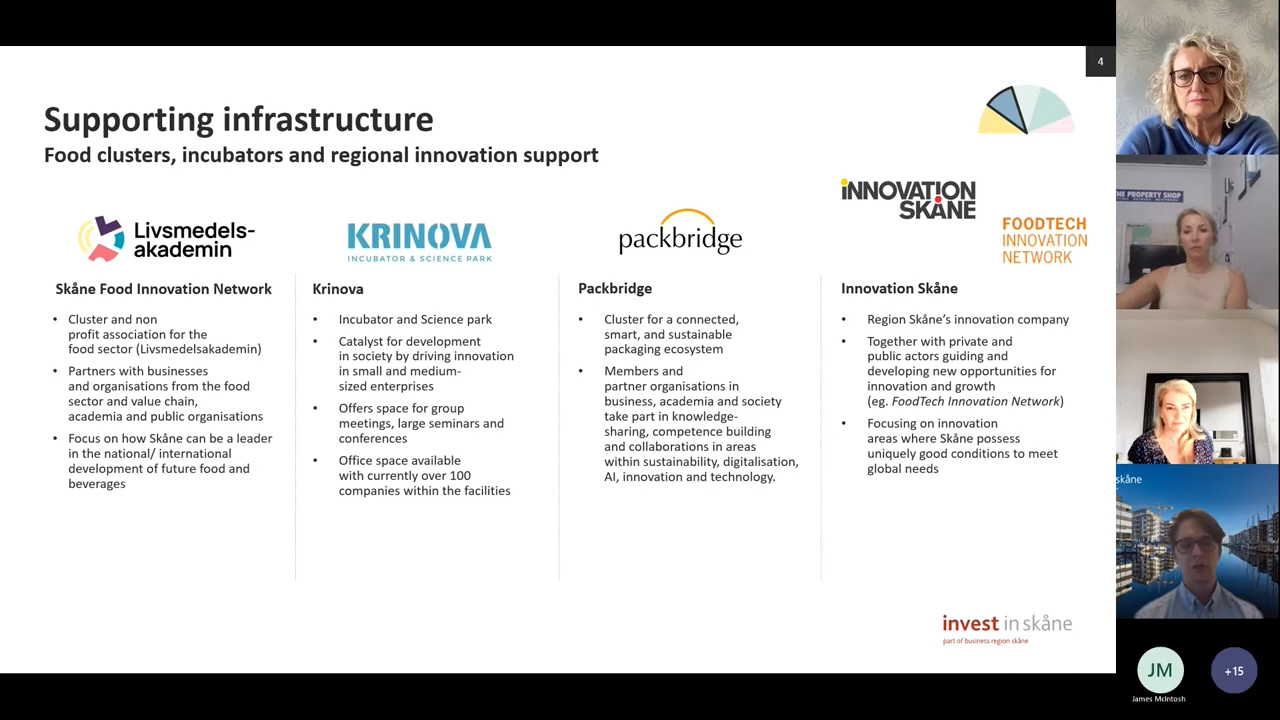 4
Supporting infrastructure
Food clusters, incubators and regional innovation support
Livsmedels-
akademin
KRINOVA
INCUBATOR & SCIENCE PARK
packbridge
INNOVATION
SKÅNE
FOODTECH
INNOVATION
NETWORK
Skåne Food Innovation Network
• Cluster and non
profit association for the
food sector (Livsmedelsakademin)
• Partners with businesses
and organisations from the food
sector and value chain,
academia and public organisations
• Focus on how Skåne can be a leader
in the national/ international
development of future food and
beverages
Krinova
• Incubator and Science park
• Catalyst for development
in society by driving innovation
in small and medium-
sized enterprises
• Offers space for group
meetings, large seminars and
conferences
• Office space available
with currently over 100
companies within the facilities
Packbridge
• Cluster for a connected,
smart, and sustainable
packaging ecosystem
• Members and
partner organisations in
business, academia and society
take part in knowledge-
sharing, competence building
and collaborations in areas
within sustainability, digitalisation,
AI, innovation and technology.
Innovation Skåne
• Region Skåne's innovation company
• Together with private and
public actors guiding and
developing new opportunities for
innovation and growth
(eg. FoodTech Innovation Network)
• Focusing on innovation
areas where Skåne possess
uniquely good conditions to meet
global needs
invest in skåne
part of business region skåne
THE PROPERTY SHOP
skåne
JM
James McIntosh
+15